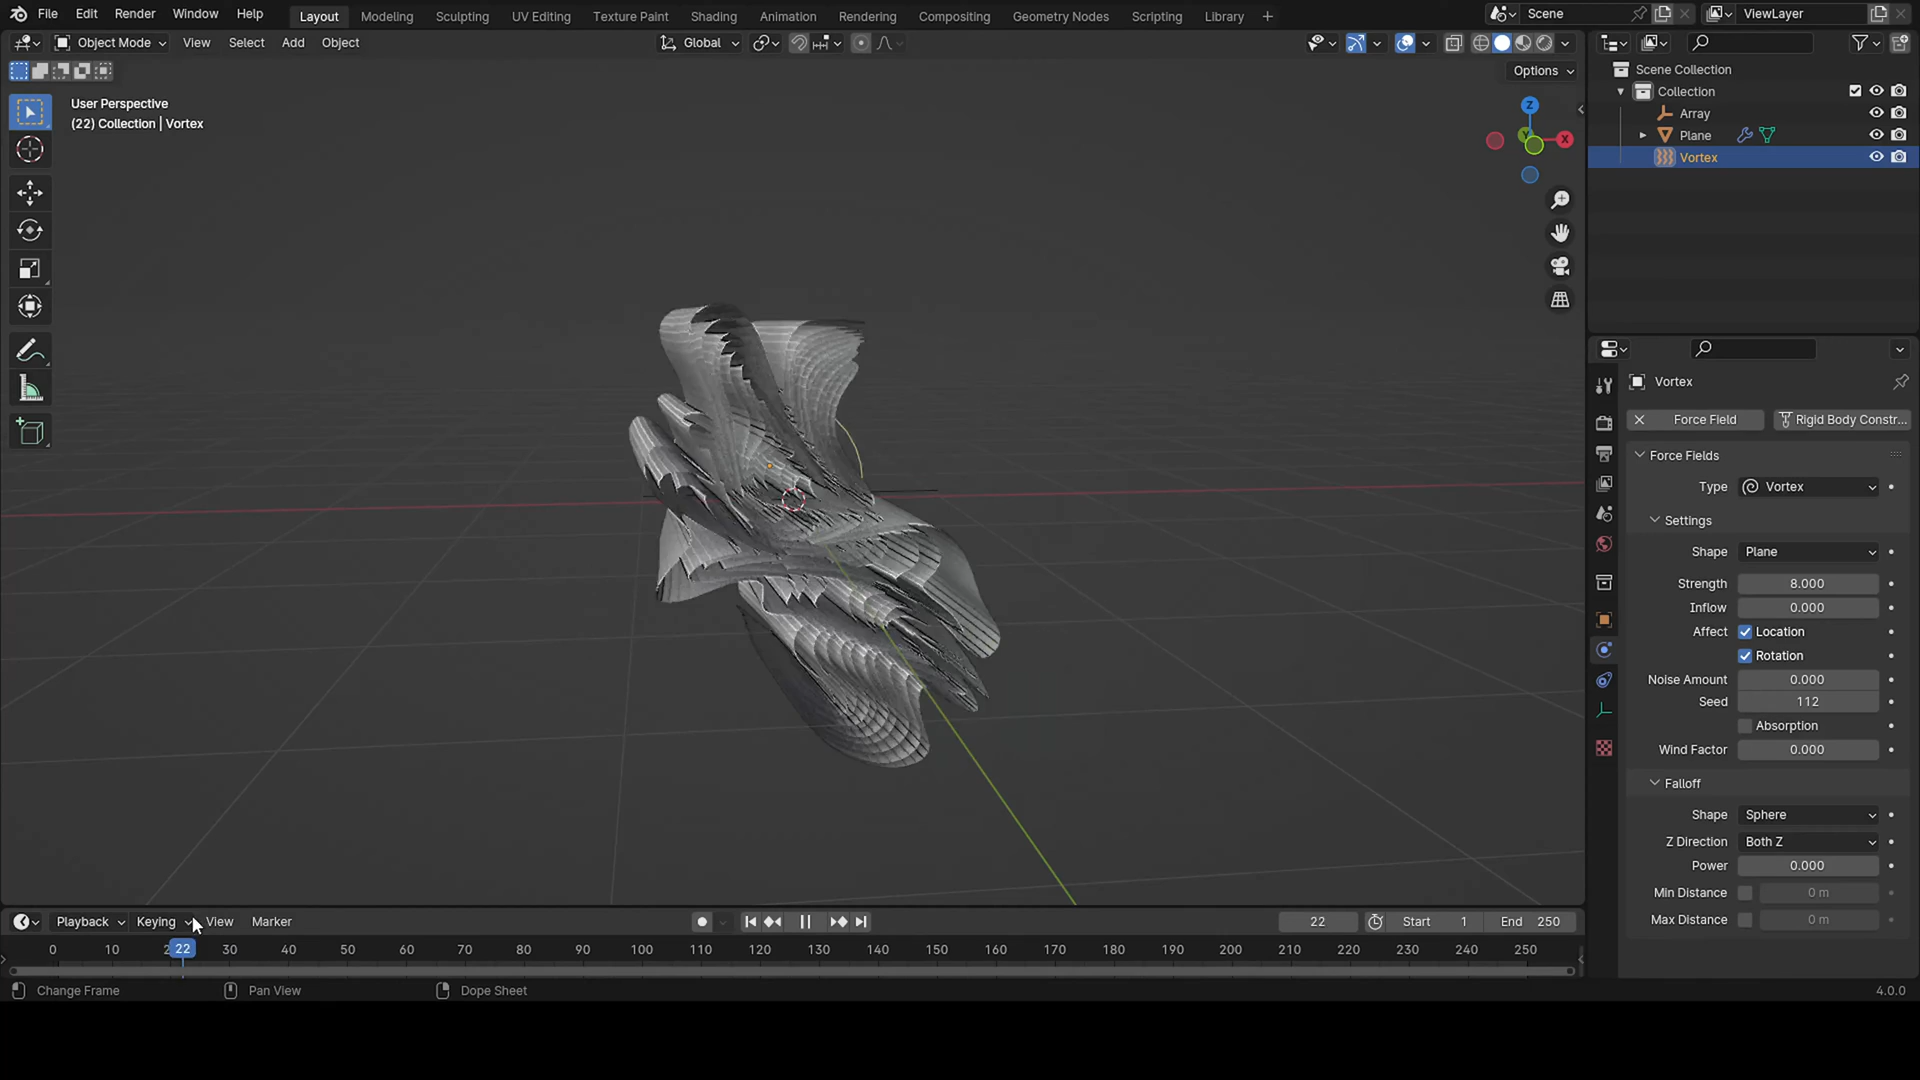 File Edit Render Window Help Layout Modeling Sculpting UV Editing Texture Paint Shading Animation Rendering Compositing Geometry Nodes Scripting Library + Scene ViewLayer
Object Mode View Select Add Object Global
Options
User Perspective
(22) Collection | Vortex
Z
Y
X
Scene Collection
Collection
Array
Plane
Vortex
Vortex
Force Field Rigid Body Constr...
Force Fields
Type Vortex
Settings
Shape Plane
Strength 8.000
Inflow 0.000
Affect Location
Rotation
Noise Amount 0.000
Seed 112
Absorption
Wind Factor 0.000
Falloff
Shape Sphere
Z Direction Both Z
Power 0.000
Min Distance 0 m
Max Distance 0 m
Playback Keying View Marker 22 Start 1 End 250
0 10 22 30 40 50 60 70 80 90 100 110 120 130 140 150 160 170 180 190 200 210 220 230 240 250
Change Frame Pan View Dope Sheet 4.0.0